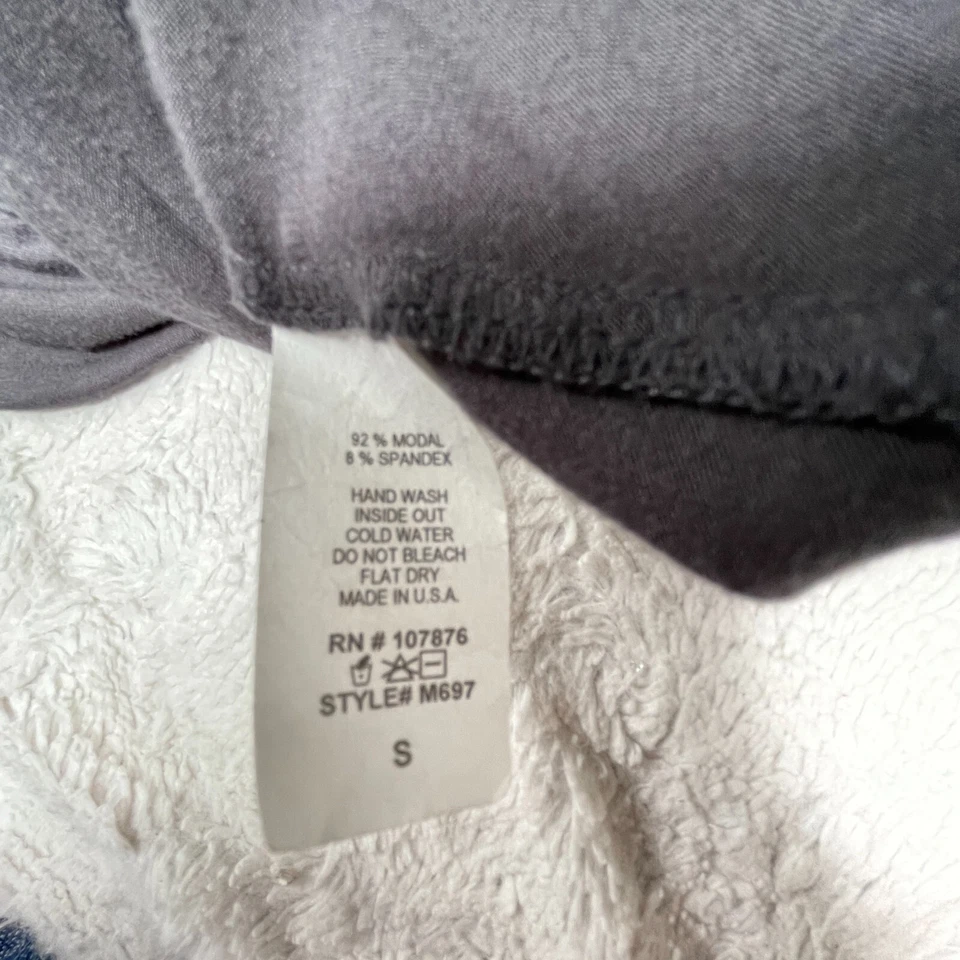 92 % MODAL
8 % SPANDEX
HAND WASH
INSIDE OUT
COLD WATER
DO NOT BLEACH
FLAT DRY
MADE IN U.S.A.
RN # 107876
STYLE# M697
S